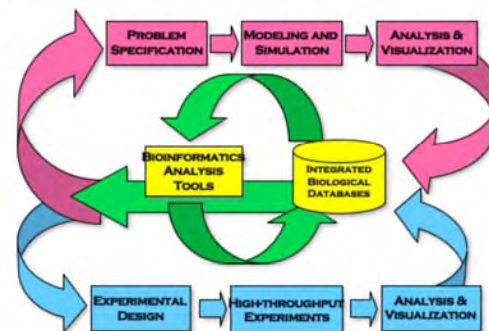 PROBLEM
SPECIFICATION
MODELING AND
SIMULATION
ANALYSIS &
VISUALIZATION
BIOINFORMATICS
ANALYSIS
TOOLS
INTEGRATED
BIOLOGICAL
DATABASES
EXPERIMENTAL
DESIGN
HIGH-THROUGHPUT
EXPERIMENTS
ANALYSIS &
VISUALIZATION